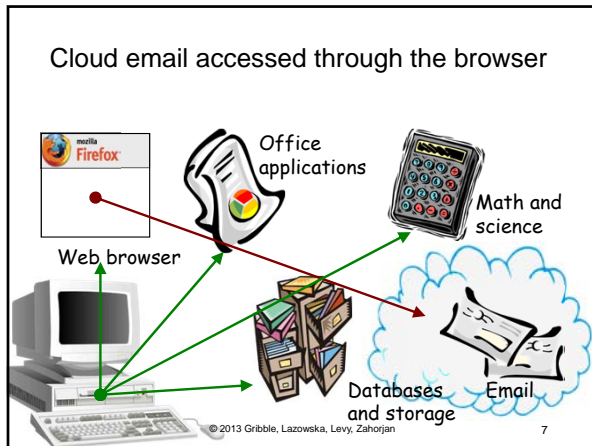 Cloud email accessed through the browser
mozilla
Firefox
Office
applications
Math and
science
Web browser
Databases
and storage
Email
© 2013 Gribble, Lazowska, Levy, Zahorjan
7